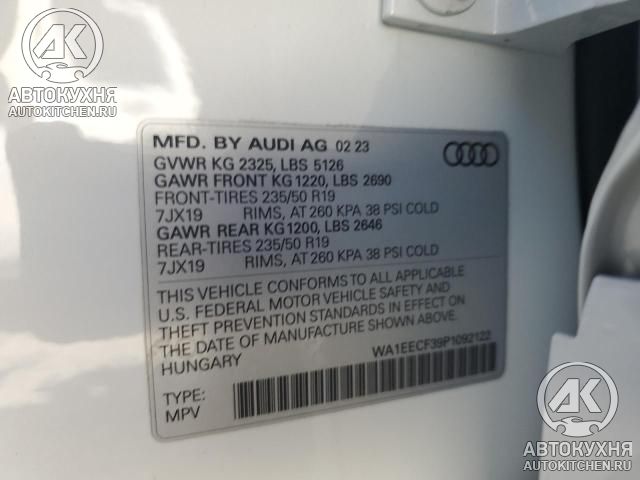 AK
АВТОКУХНЯ
AUTOKITCHEN.RU
MFD. BY AUDI AG 02 23
GVWR KG 2325, LBS 5126
GAWR FRONT KG 1220, LBS 2690
FRONT-TIRES 235/50 R19
7JX19 RIMS, AT 260 KPA 38 PSI COLD
GAWR REAR KG 1200, LBS 2646
REAR-TIRES 235/50 R19
7JX19 RIMS, AT 260 KPA 38 PSI COLD
THIS VEHICLE CONFORMS TO ALL APPLICABLE
U.S. FEDERAL MOTOR VEHICLE SAFETY AND
THEFT PREVENTION STANDARDS IN EFFECT ON
THE DATE OF MANUFACTURE SHOWN ABOVE.
HUNGARY
WA1EECF39P1092122
TYPE:
MPV
AK
АВТОКУХНЯ
AUTOKITCHEN.RU